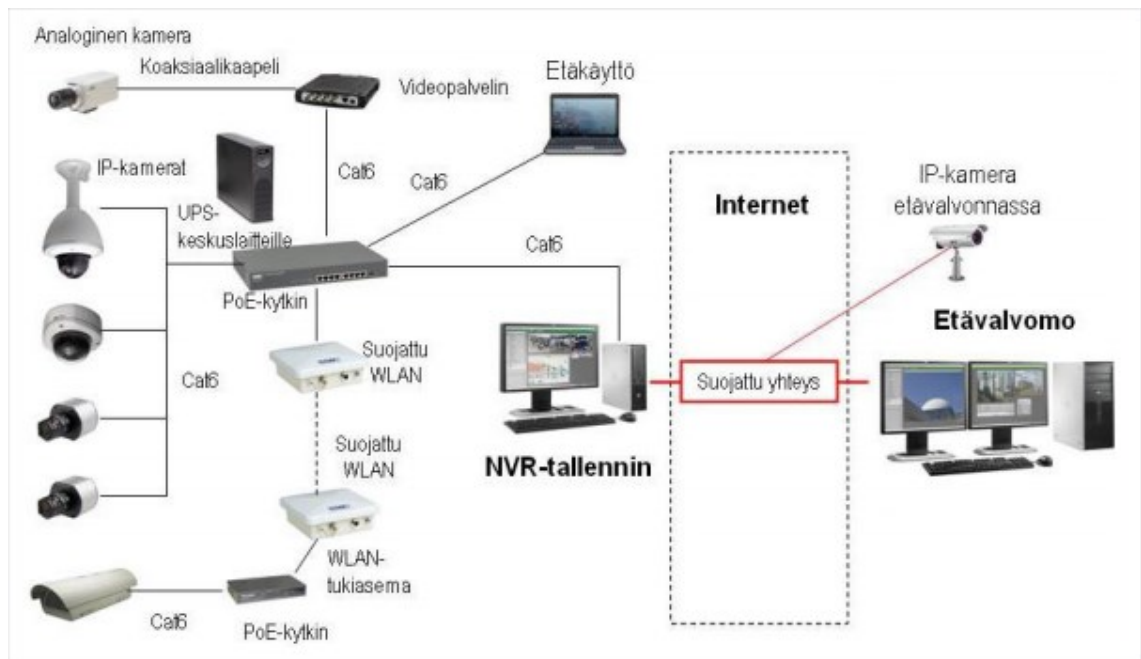 Analoginen kamera
Koaksiaalikaapeli
Videopalvelin
Etäkäyttö
IP-kamerat
UPS-
keskuslaitteille
Cat6
Cat6
Cat6
PoE-kytkin
Internet
IP-kamera
etävalvonnassa
Etävalvomo
Suojattu
WLAN
Cat6
Suojattu yhteys
Suojattu
WLAN
NVR-tallennin
WLAN-
tukiasema
Cat6
PoE-kytkin